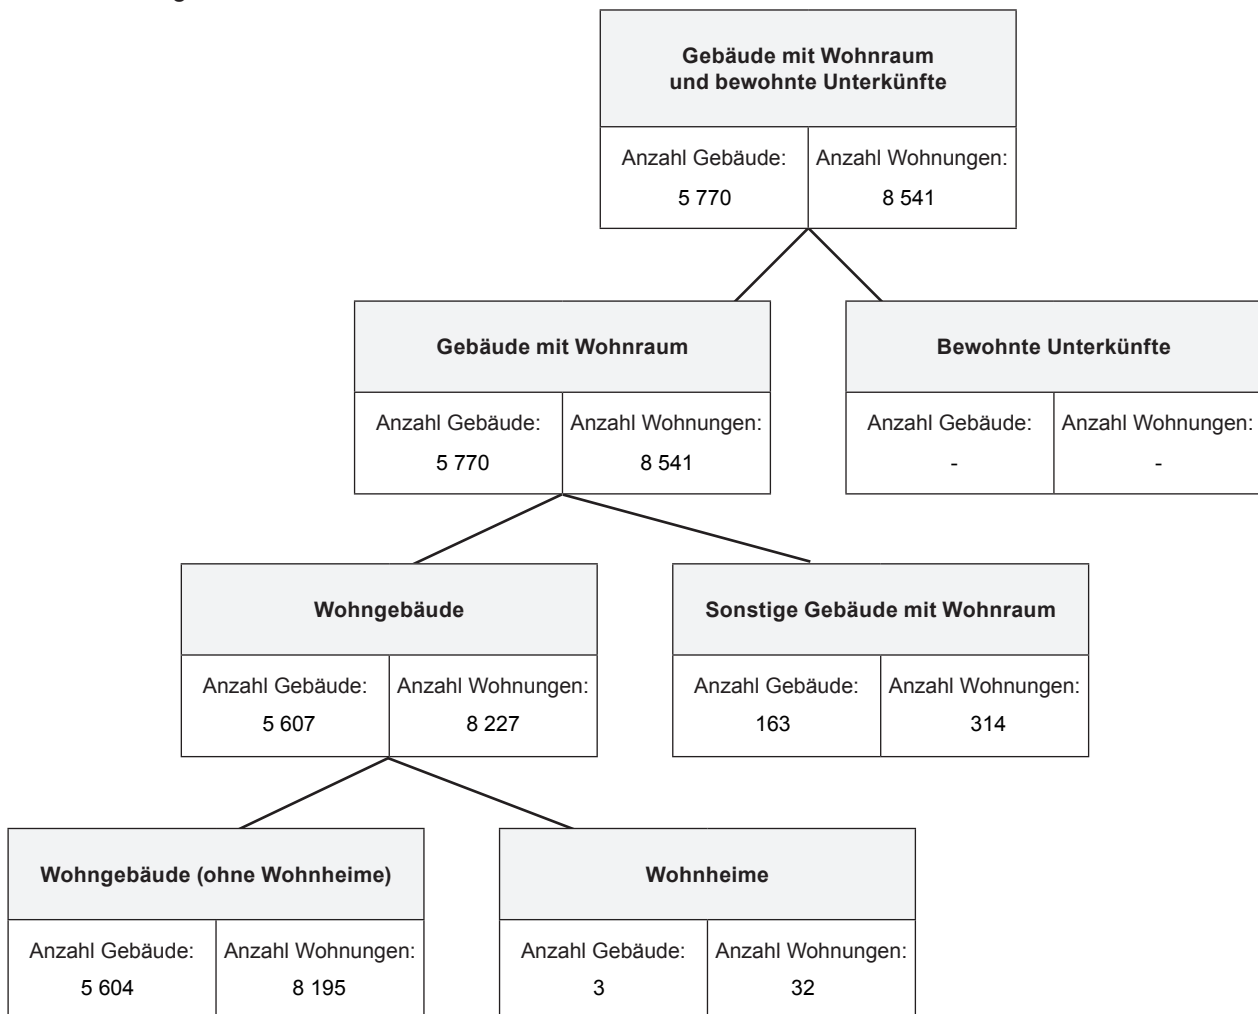 Gebäude mit Wohnraum
und bewohnte Unterkünfte
Anzahl Gebäude: Anzahl Wohnungen:
5 770 8 541
Gebäude mit Wohnraum
Anzahl Gebäude: Anzahl Wohnungen:
5 770 8 541
Bewohnte Unterkünfte
Anzahl Gebäude: Anzahl Wohnungen:
- -
Wohngebäude
Anzahl Gebäude: Anzahl Wohnungen:
5 607 8 227
Sonstige Gebäude mit Wohnraum
Anzahl Gebäude: Anzahl Wohnungen:
163 314
Wohngebäude (ohne Wohnheime)
Anzahl Gebäude: Anzahl Wohnungen:
5 604 8 195
Wohnheime
Anzahl Gebäude: Anzahl Wohnungen:
3 32